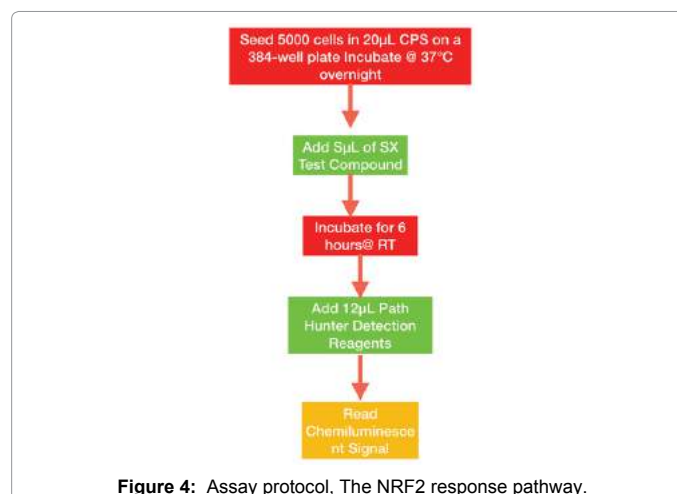 Seed 5000 cells in 20µL CPS on a
384-well plate Incubate @ 37°C
overnight
Add SµL of SX
Test Compound
Incubate for 6
hours@ RT
Add 12µL Path
Hunter Detection
Reagents
Read
Chemiluminesce
nt Signal
Figure 4: Assay protocol, The NRF2 response pathway.